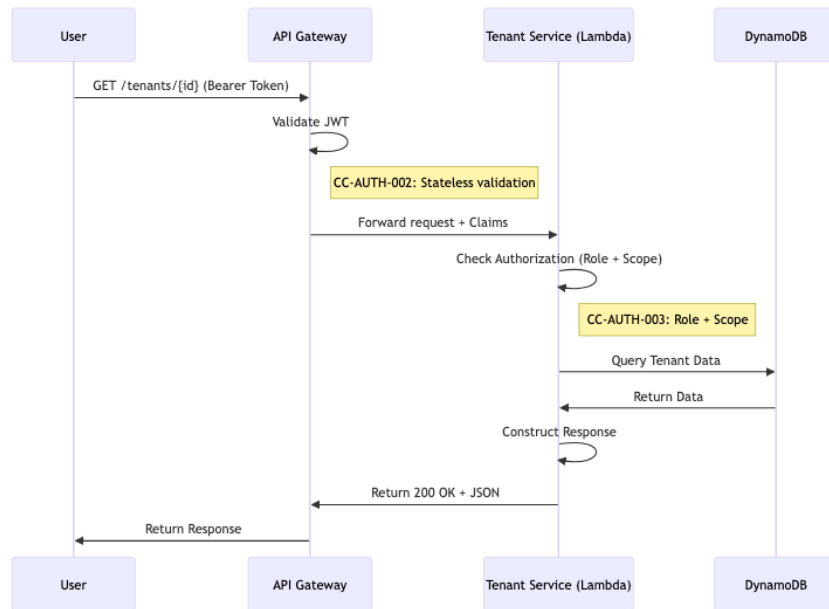 User
API Gateway
Tenant Service (Lambda)
DynamoDB
GET /tenants/{id} (Bearer Token)
Validate JWT
CC-AUTH-002: Stateless validation
Forward request + Claims
Check Authorization (Role + Scope)
CC-AUTH-003: Role + Scope
Query Tenant Data
Return Data
Construct Response
Return 200 OK + JSON
Return Response
User
API Gateway
Tenant Service (Lambda)
DynamoDB